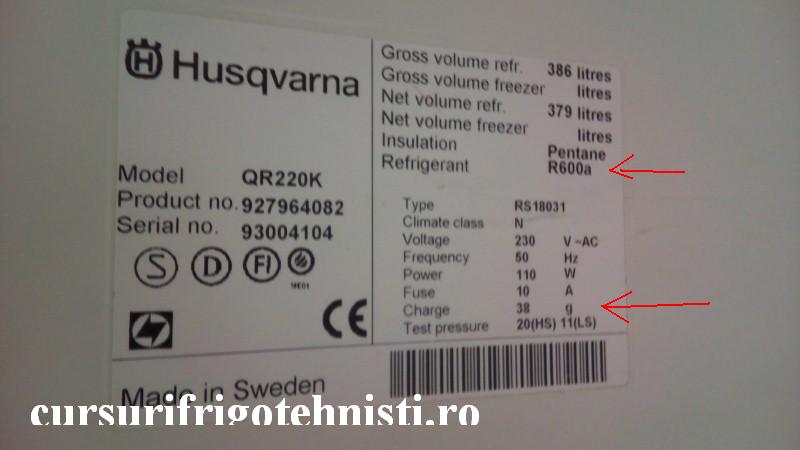 Husqvarna
Model QR220K
Product no. 927964082
Serial no. 93004104
S D FI
Made in Sweden
Gross volume refr. 386 litres
Gross volume freezer litres
Net volume refr. 379 litres
Net volume freezer litres
Insulation Pentane
Refrigerant R600a
Type RS18031
Climate class N
Voltage 230 V ~AC
Frequency 50 Hz
Power 110 W
Fuse 10 A
Charge 38 g
Test pressure 20(HS) 11(LS)
cursurifrigotehnisti.ro